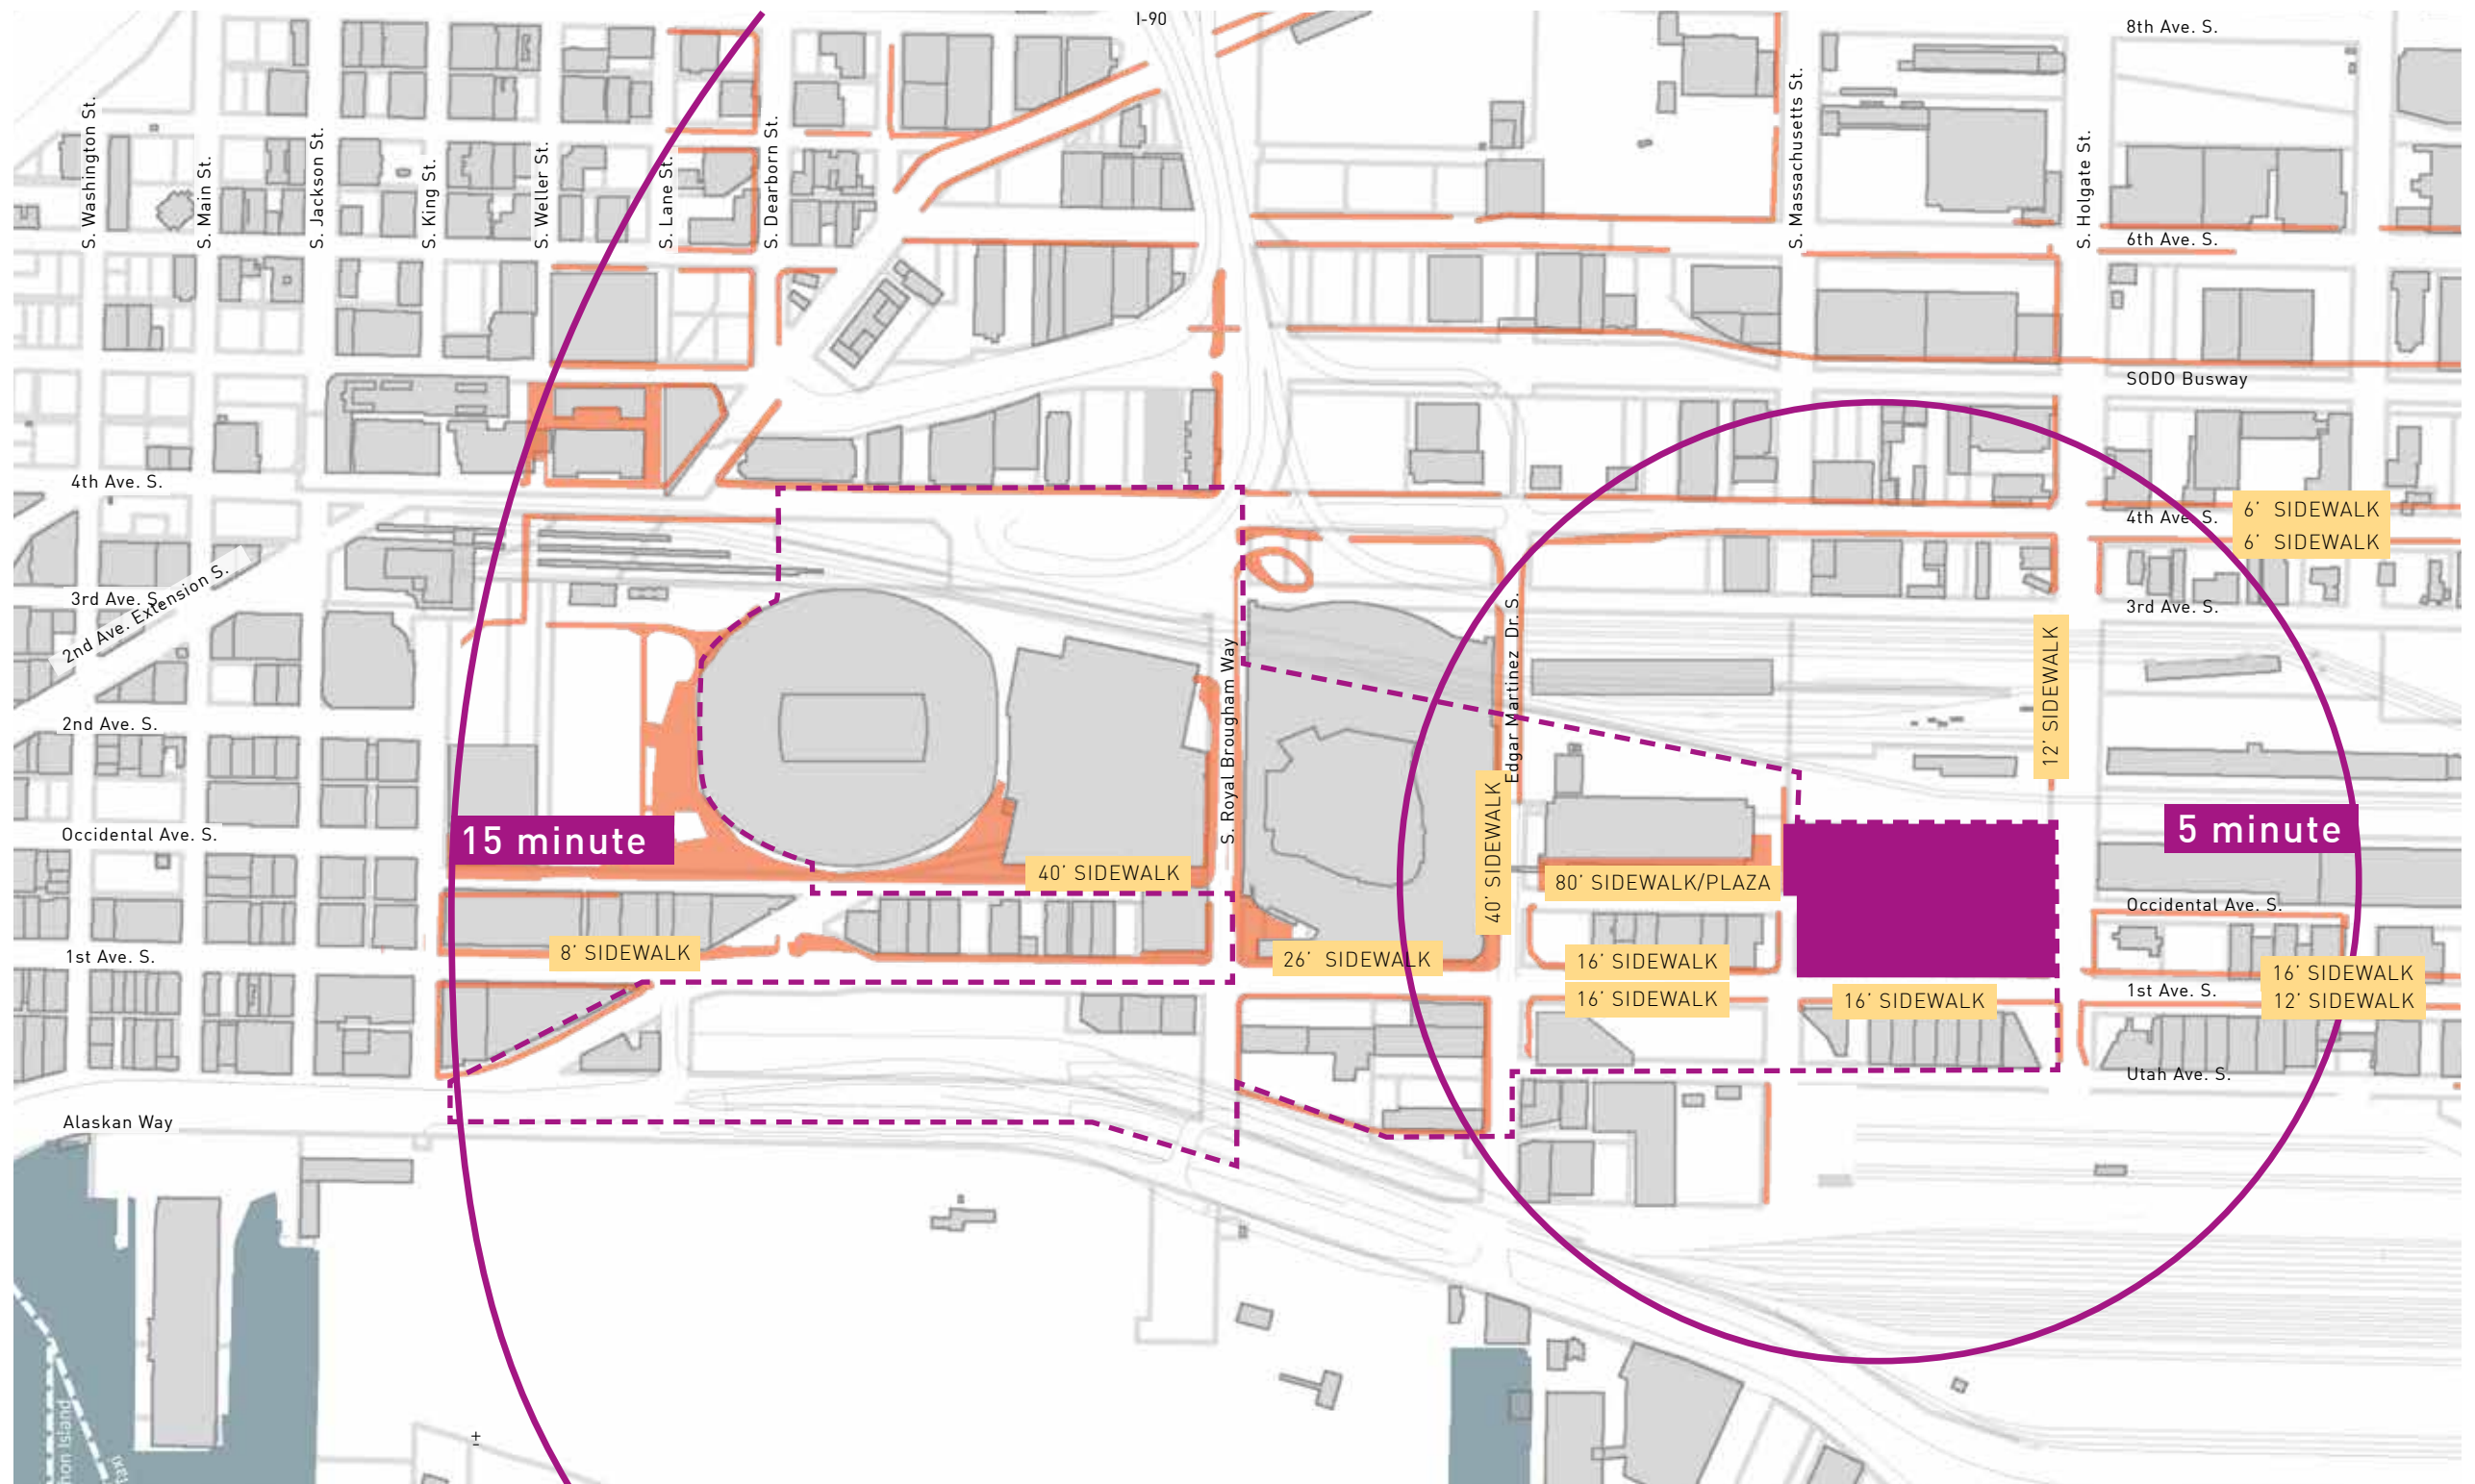 I-90
8th Ave. S.
S. Washington St.
S. Main St.
S. Jackson St.
S. King St.
S. Weller St.
S. Lane St.
S. Dearborn St.
S. Massachusetts St.
S. Holgate St.
6th Ave. S.
SODO Busway
4th Ave. S.
4th Ave. S.
6' SIDEWALK
6' SIDEWALK
3rd Ave. S.
2nd Ave. Extension S.
3rd Ave. S.
Edgar Martinez Dr. S.
S. Royal Brougham Way
12' SIDEWALK
2nd Ave. S.
Occidental Ave. S.
15 minute
5 minute
40' SIDEWALK
40' SIDEWALK
80' SIDEWALK/PLAZA
Occidental Ave. S.
8' SIDEWALK
1st Ave. S.
26' SIDEWALK
16' SIDEWALK
16' SIDEWALK
16' SIDEWALK
16' SIDEWALK
1st Ave. S.
12' SIDEWALK
Utah Ave. S.
Alaskan Way
Island